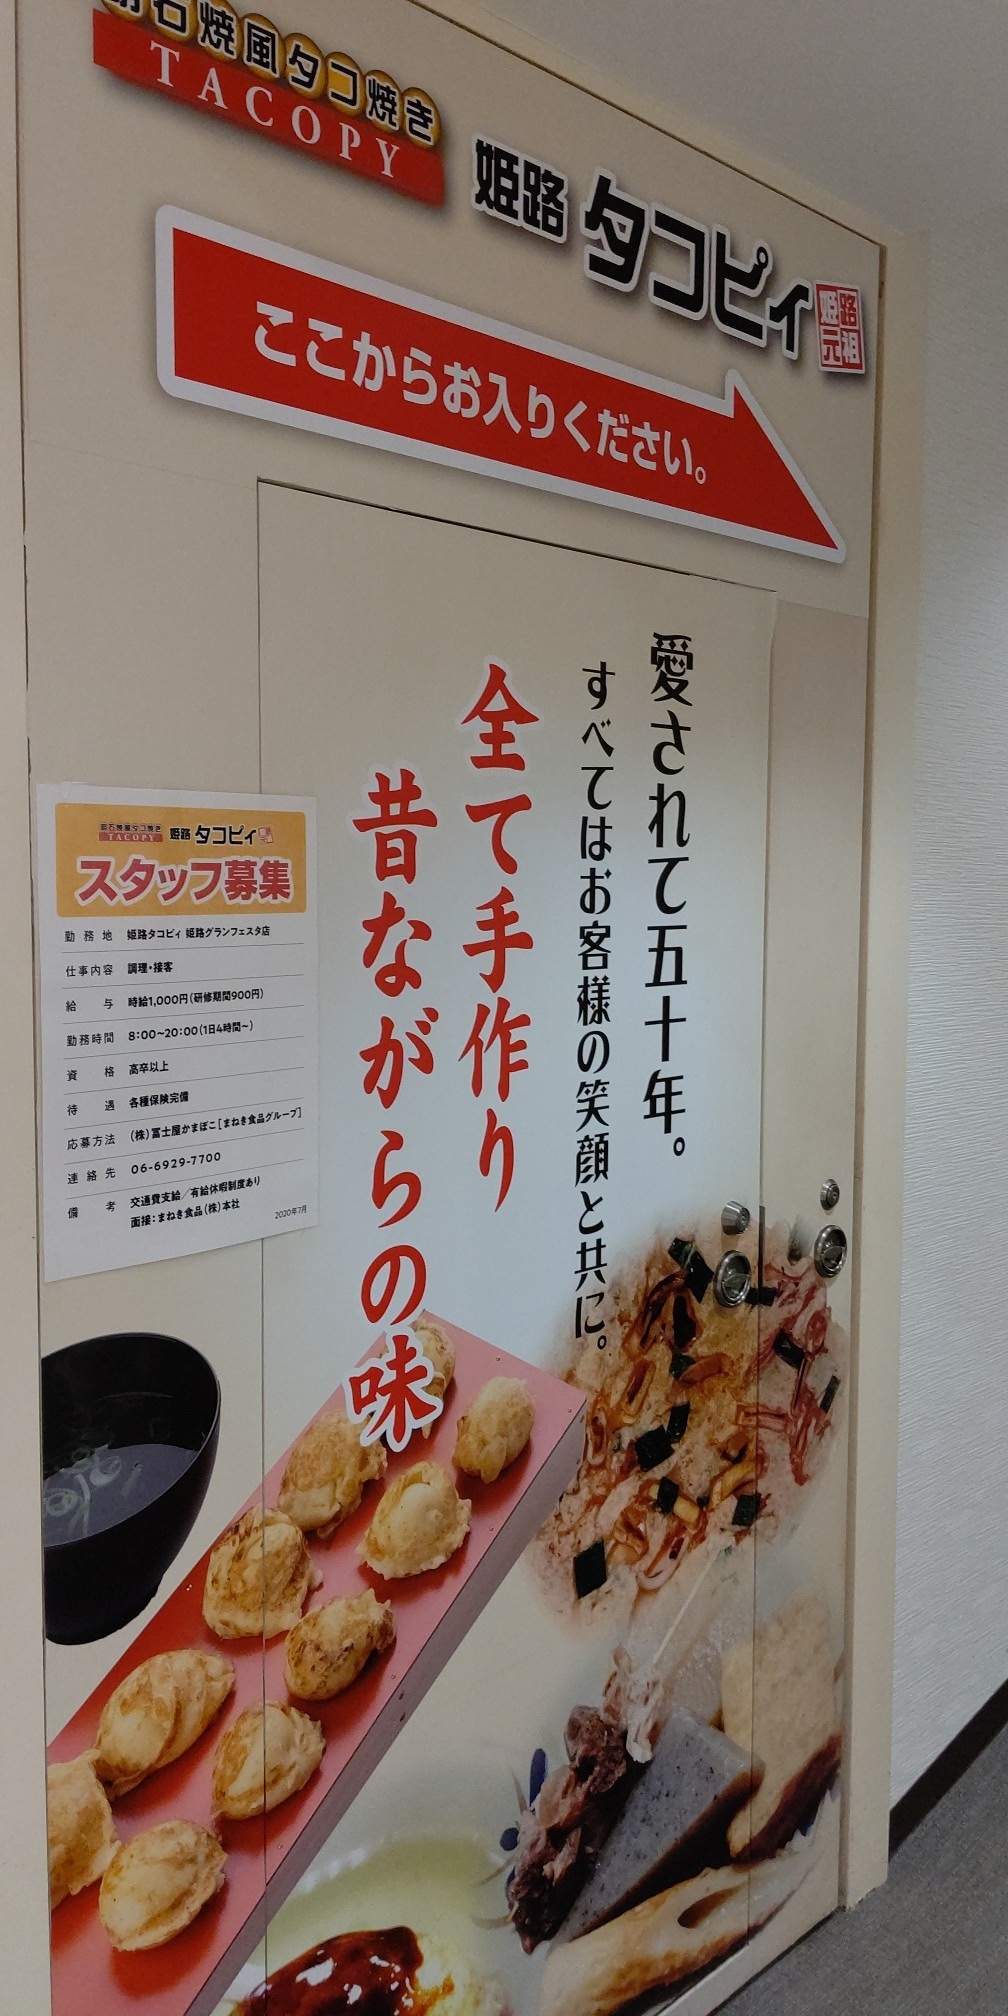 明石焼風タコ焼き
TACOPY
姫路 タコピィ
姫路
元祖
ここからお入りください。
愛されて五十年。
すべてはお客様の笑顔と共に。
全て手作り
昔ながらの味
明石焼風タコ焼き
TACOPY
姫路 タコピィ
スタッフ募集
勤務地 姫路タコピィ 姫路グランフェスタ店
仕事内容 調理・接客
給与 時給1,000円(研修期間900円)
勤務時間 8:00~20:00(1日4時間~)
資格 高卒以上
待遇 各種保険完備
応募方法 (株)冨士屋かまぼこ[まねき食品グループ]
連絡先 06-6929-7700
備考 交通費支給/有給休暇制度あり
面接:まねき食品(株)本社
2020年7月